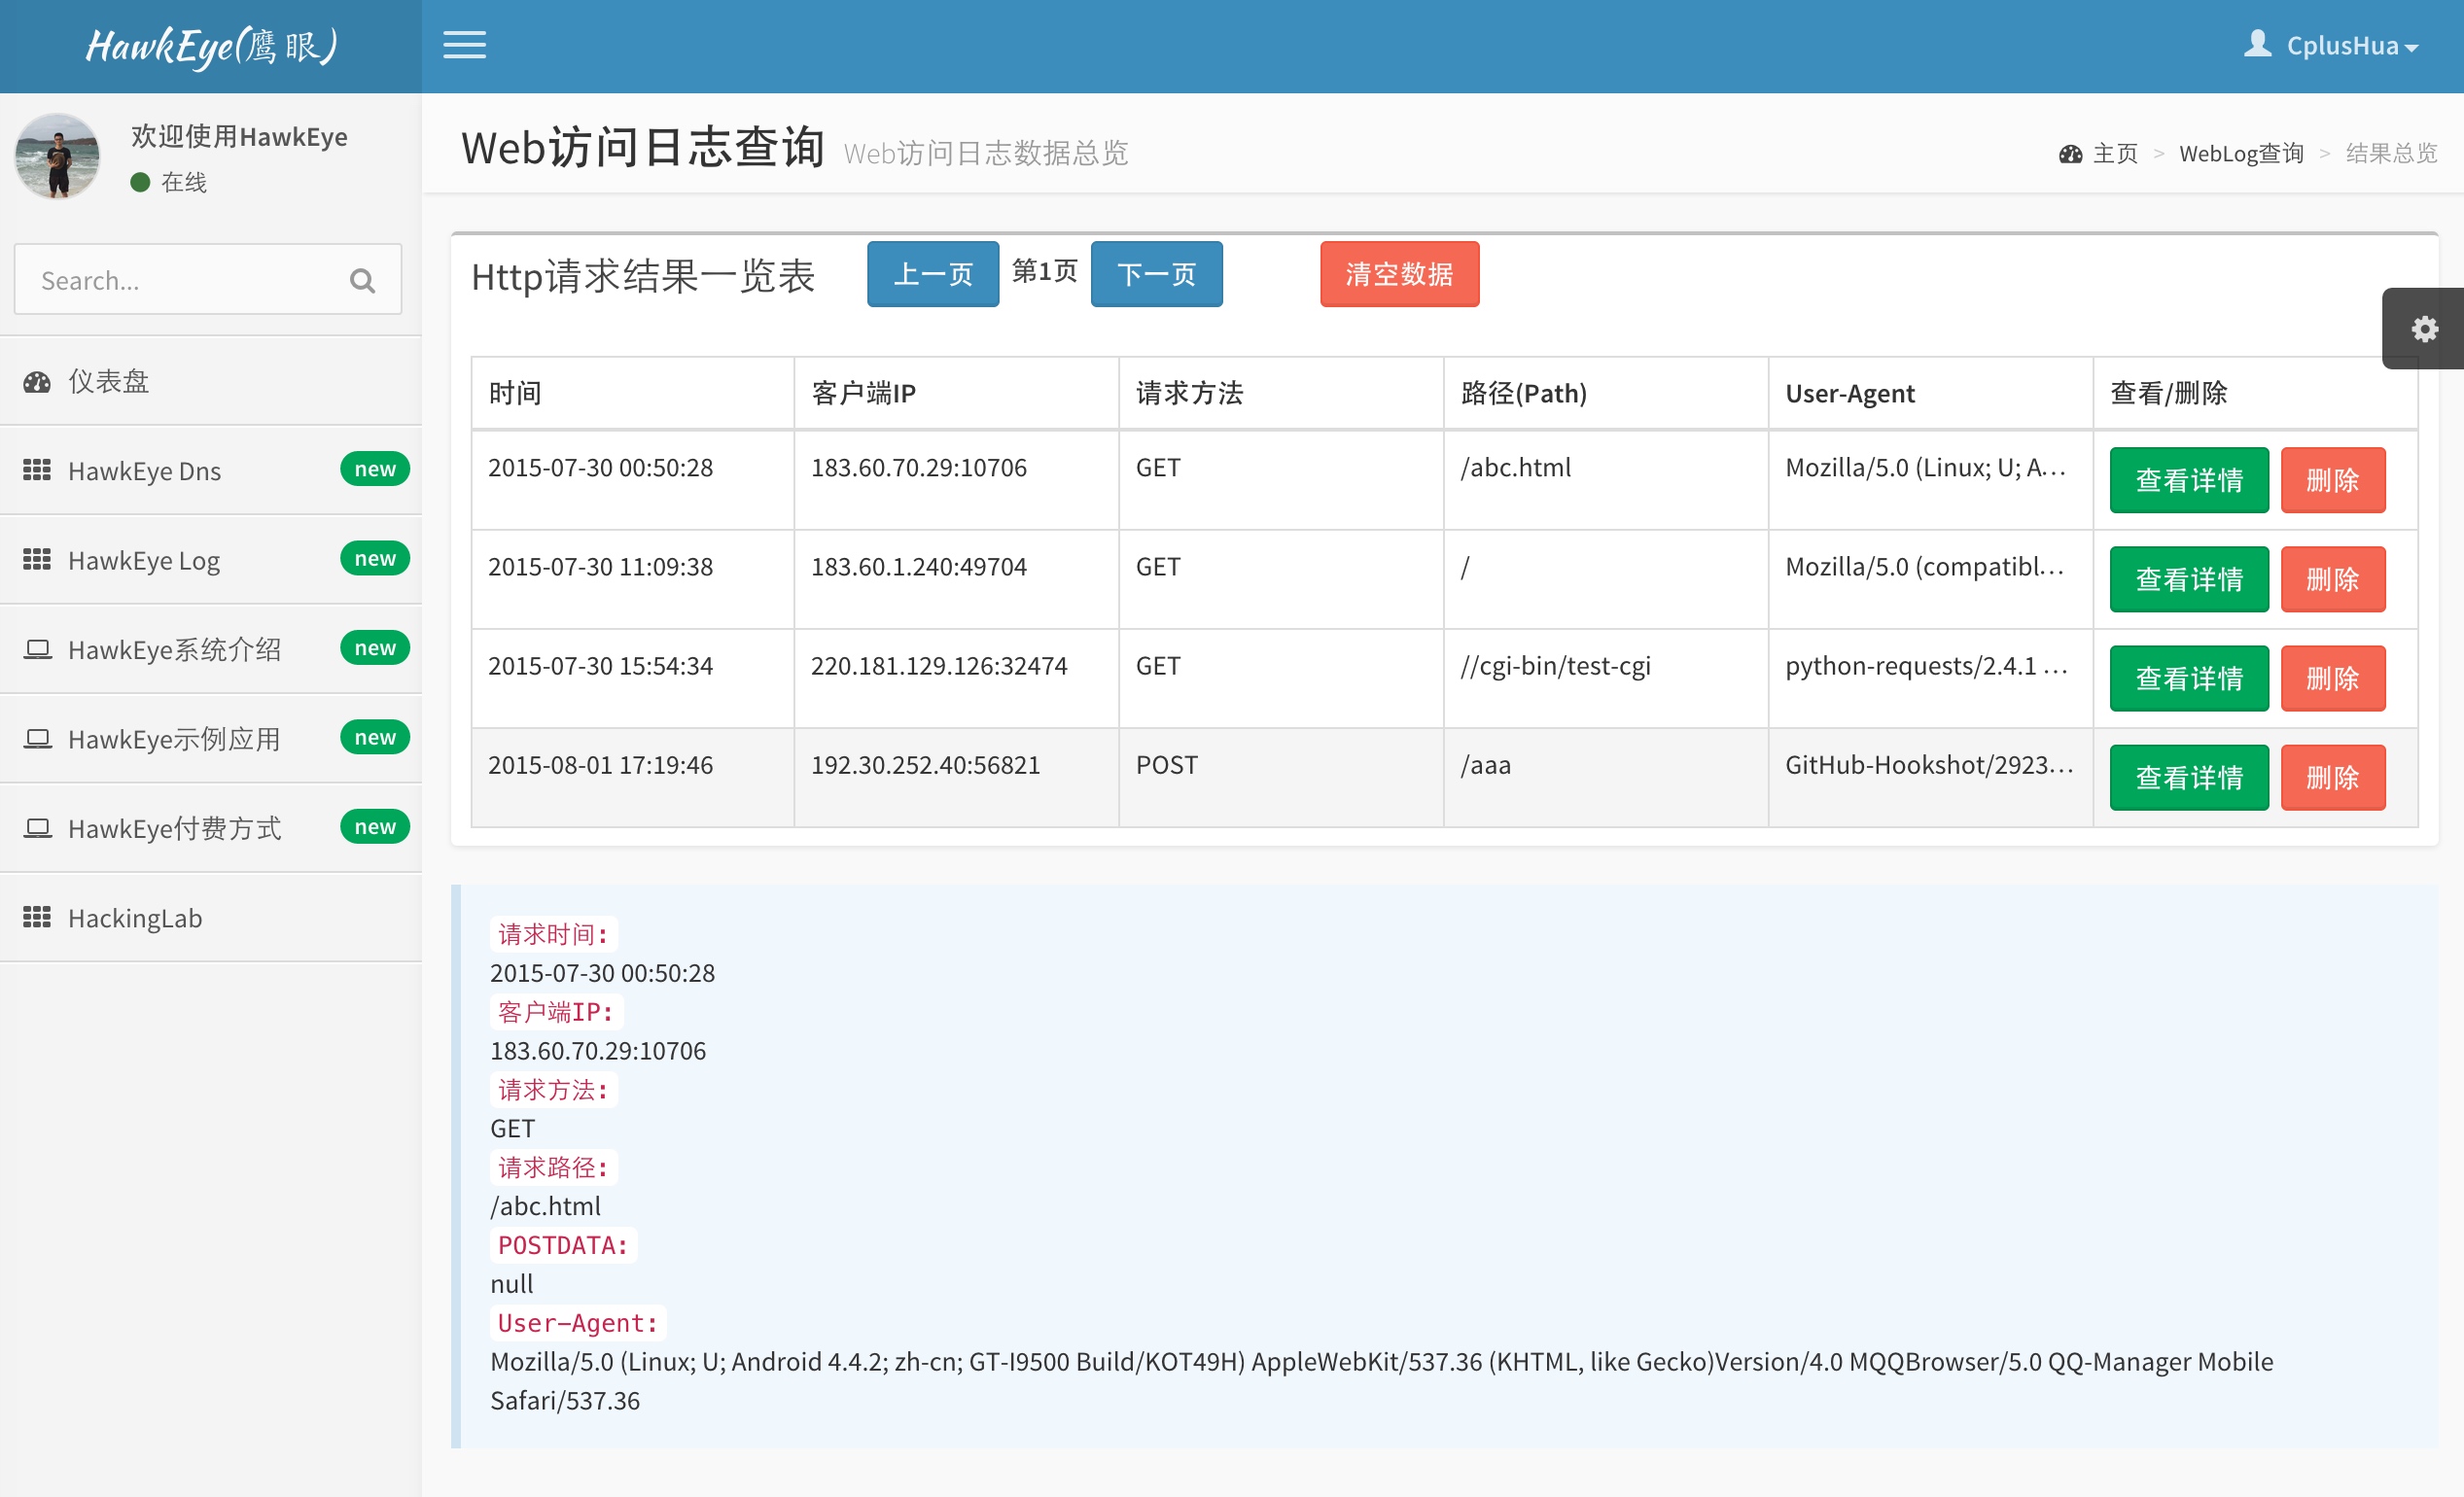 HawkEye(鹰眼)
CplusHua
欢迎使用HawkEye
在线
Search...
仪表盘
HawkEye Dns new
HawkEye Log new
HawkEye系统介绍 new
HawkEye示例应用 new
HawkEye付费方式 new
HackingLab
Web访问日志查询 Web访问日志数据总览
主页 > WebLog查询 > 结果总览
Http请求结果一览表 上一页 第1页 下一页 清空数据
时间 客户端IP 请求方法 路径(Path) User-Agent 查看/删除
2015-07-30 00:50:28 183.60.70.29:10706 GET /abc.html Mozilla/5.0 (Linux; U; A... 查看详情 删除
2015-07-30 11:09:38 183.60.1.240:49704 GET / Mozilla/5.0 (compatibl... 查看详情 删除
2015-07-30 15:54:34 220.181.129.126:32474 GET //cgi-bin/test-cgi python-requests/2.4.1 ... 查看详情 删除
2015-08-01 17:19:46 192.30.252.40:56821 POST /aaa GitHub-Hookshot/2923... 查看详情 删除
请求时间:
2015-07-30 00:50:28
客户端IP:
183.60.70.29:10706
请求方法:
GET
请求路径:
/abc.html
POSTDATA:
null
User-Agent:
Mozilla/5.0 (Linux; U; Android 4.4.2; zh-cn; GT-I9500 Build/KOT49H) AppleWebKit/537.36 (KHTML, like Gecko)Version/4.0 MQQBrowser/5.0 QQ-Manager Mobile
Safari/537.36